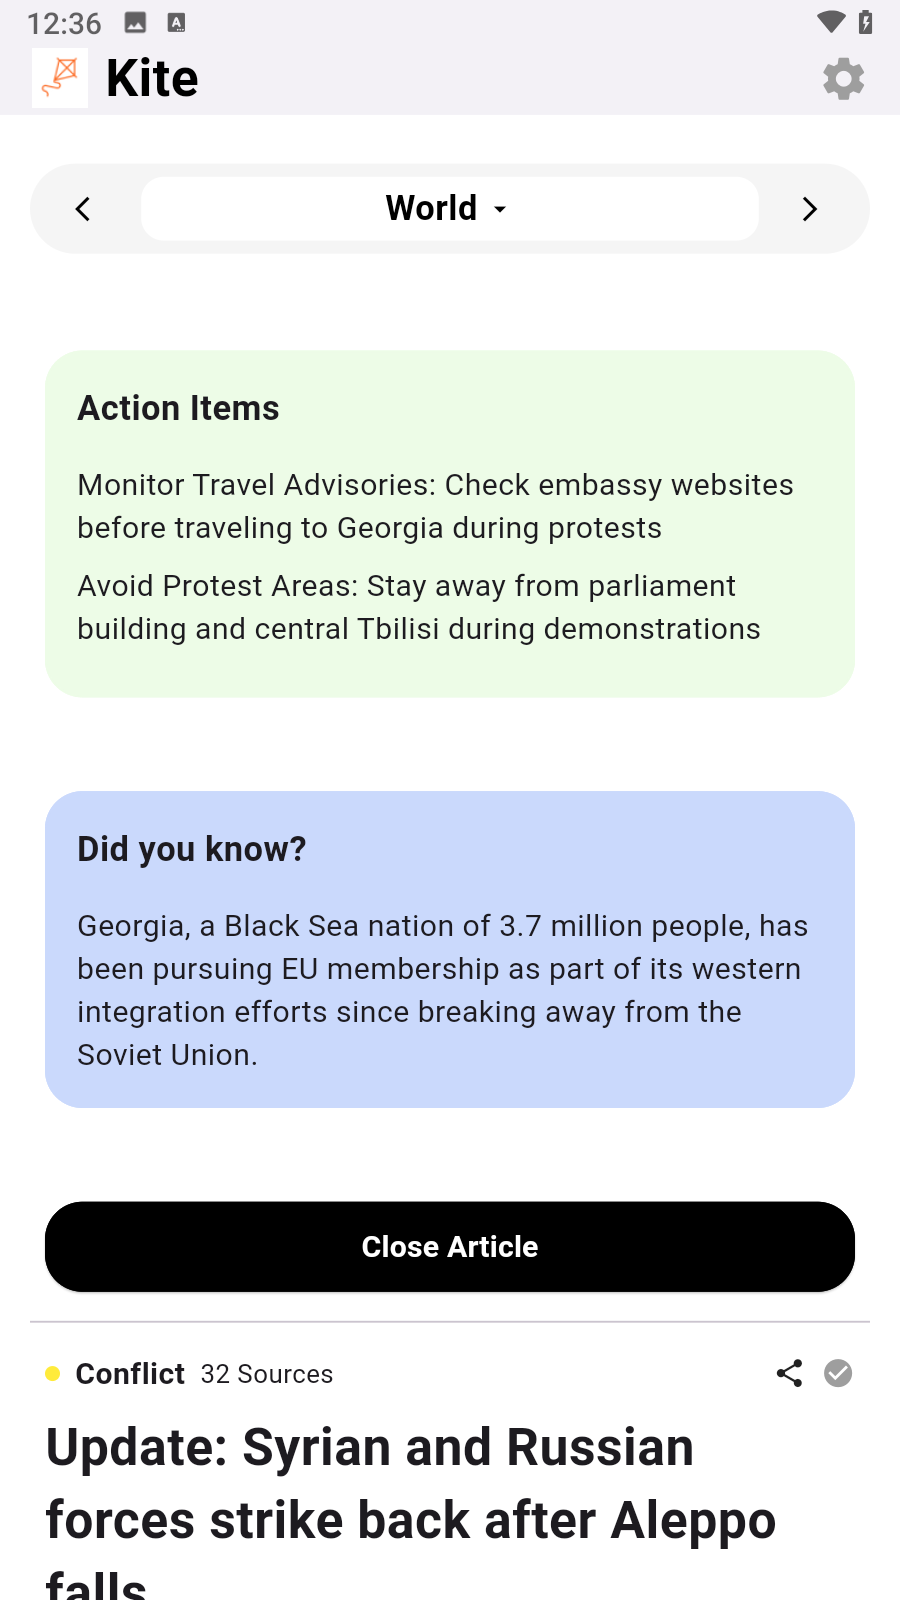 12:36
Kite
World
Action Items
Monitor Travel Advisories: Check embassy websites
before traveling to Georgia during protests
Avoid Protest Areas: Stay away from parliament
building and central Tbilisi during demonstrations
Did you know?
Georgia, a Black Sea nation of 3.7 million people, has
been pursuing EU membership as part of its western
integration efforts since breaking away from the
Soviet Union.
Close Article
Conflict 32 Sources
Update: Syrian and Russian
forces strike back after Aleppo
falls